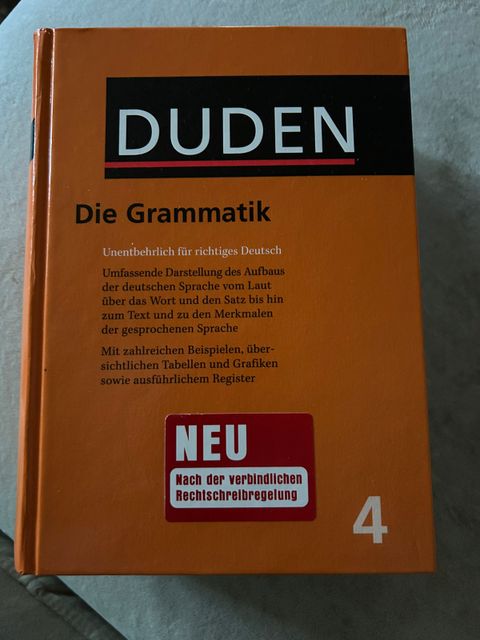 DUDEN
Die Grammatik
Unentbehrlich für richtiges Deutsch
Umfassende Darstellung des Aufbaus
der deutschen Sprache vom Laut
über das Wort und den Satz bis hin
zum Text und zu den Merkmalen
der gesprochenen Sprache
Mit zahlreichen Beispielen, über-
sichtlichen Tabellen und Grafiken
sowie ausführlichem Register
NEU
Nach der verbindlichen
Rechtschreibregelung
4